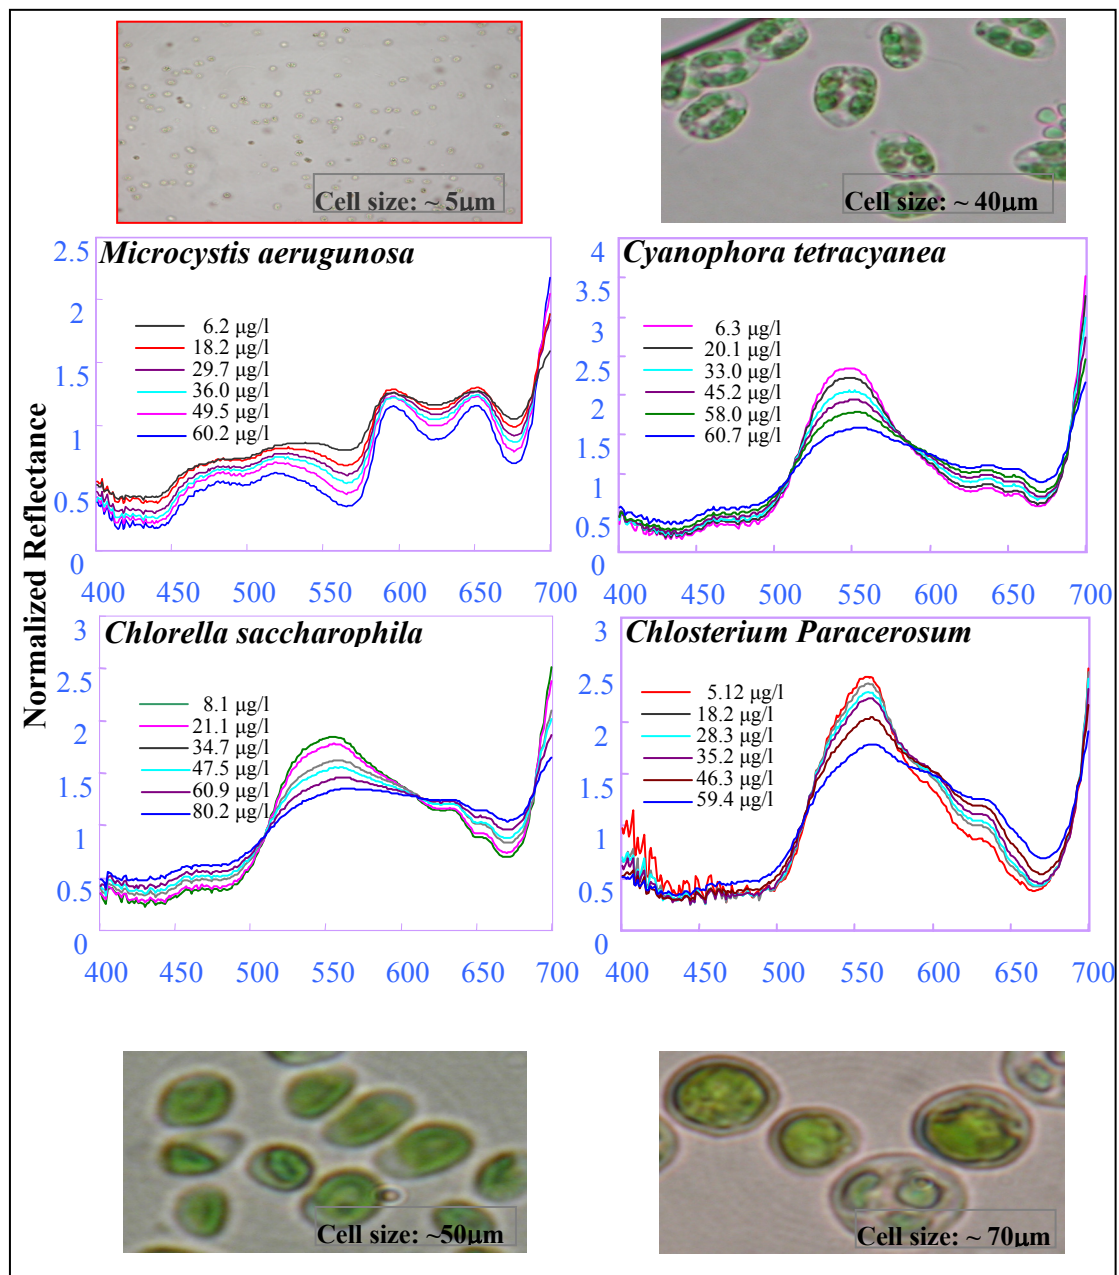 Cell size: ~ 5µm
Cell size: ~ 40µm
Normalized Reflectance
Microcystis aerugunosa
2.5
2
1.5
1
0.5
0
6.2 µg/l
18.2 µg/l
29.7 µg/l
36.0 µg/l
49.5 µg/l
60.2 µg/l
400 450 500 550 600 650 700
Cyanophora tetracyanea
4
3.5
3
2.5
2
1.5
1
0.5
0
6.3 µg/l
20.1 µg/l
33.0 µg/l
45.2 µg/l
58.0 µg/l
60.7 µg/l
400 450 500 550 600 650 700
Chlorella saccharophila
3
2.5
2
1.5
1
0.5
0
8.1 µg/l
21.1 µg/l
34.7 µg/l
47.5 µg/l
60.9 µg/l
80.2 µg/l
400 450 500 550 600 650 700
Chlosterium Paracerosum
3
2.5
2
1.5
1
0.5
0
5.12 µg/l
18.2 µg/l
28.3 µg/l
35.2 µg/l
46.3 µg/l
59.4 µg/l
400 450 500 550 600 650 700
Cell size: ~50µm
Cell size: ~ 70µm